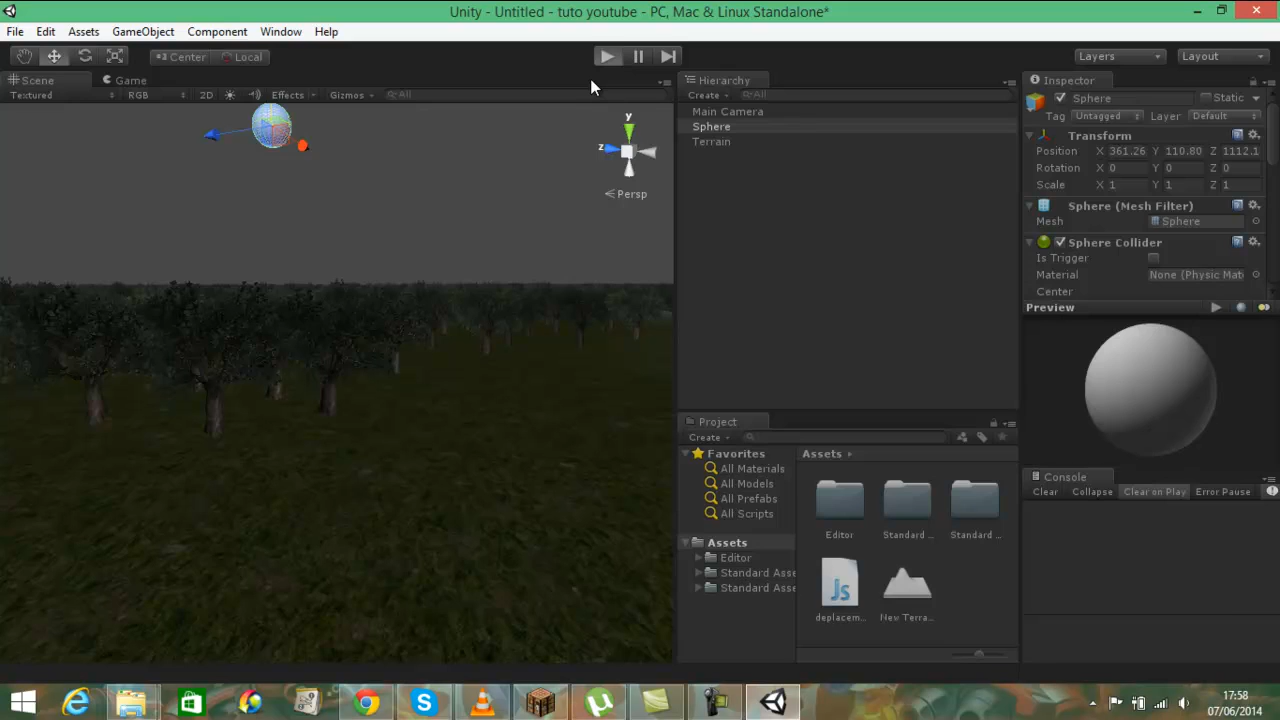 Unity - Untitled - tuto youtube - PC, Mac & Linux Standalone*
File Edit Assets GameObject Component Window Help
Center Local Layers Layout
Scene Game
Textured RGB 2D Effects Gizmos All
y
z
Persp
Hierarchy
Create All
Main Camera
Sphere
Terrain
Project
Create
Favorites
All Materials
All Models
All Prefabs
All Scripts
Assets
Editor
Standard Asse
Standard Asse
Assets
Editor Standard ... Standard ...
Js
deplacem... New Terra...
Inspector
Sphere Static
Tag Untagged Layer Default
Transform
Position X 361.26 Y 110.80 Z 1112.1
Rotation X 0 Y 0 Z 0
Scale X 1 Y 1 Z 1
Sphere (Mesh Filter)
Mesh Sphere
Sphere Collider
Is Trigger
Material None (Physic Mat
Center
Preview
Console
Clear Collapse Clear on Play Error Pause
17:58
07/06/2014